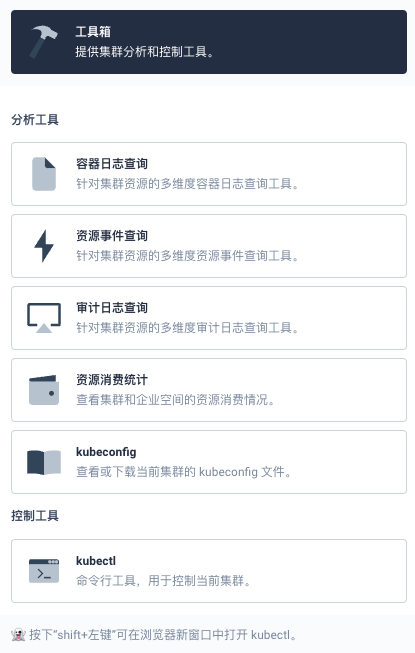 工具箱
提供集群分析和控制工具。
分析工具
容器日志查询
针对集群资源的多维度容器日志查询工具。
资源事件查询
针对集群资源的多维度资源事件查询工具。
审计日志查询
针对集群资源的多维度审计日志查询工具。
资源消费统计
查看集群和企业空间的资源消费情况。
kubeconfig
查看或下载当前集群的 kubeconfig 文件。
控制工具
kubectl
命令行工具，用于控制当前集群。
👻 按下“shift+左键”可在浏览器新窗口中打开 kubectl。